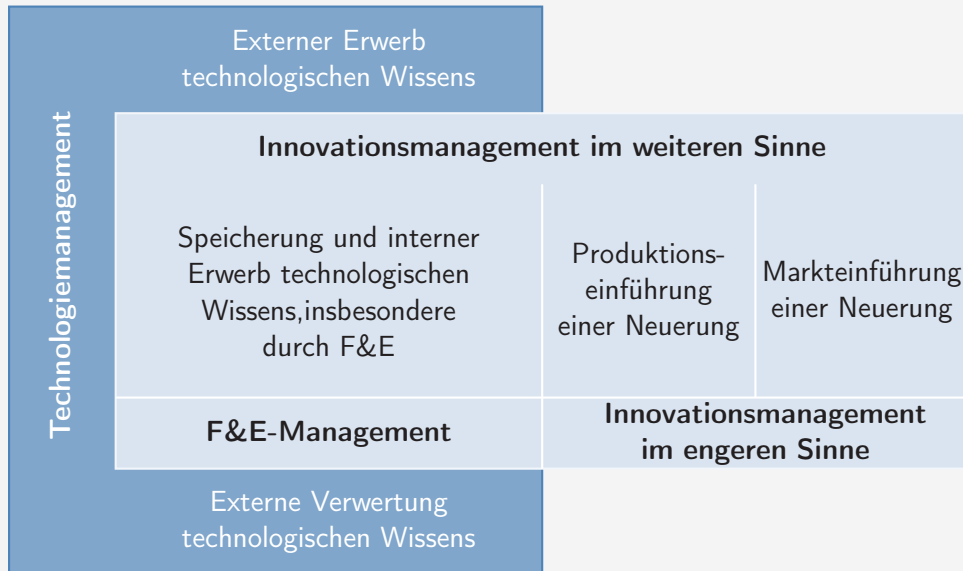 Externer Erwerb
technologischen Wissens
Technologiemanagement
Innovationsmanagement im weiteren Sinne
Speicherung und interner
Erwerb technologischen
Wissens,insbesondere
durch F&E
Produktions-
einführung
einer Neuerung
Markteinführung
einer Neuerung
F&E-Management
Innovationsmanagement
im engeren Sinne
Externe Verwertung
technologischen Wissens